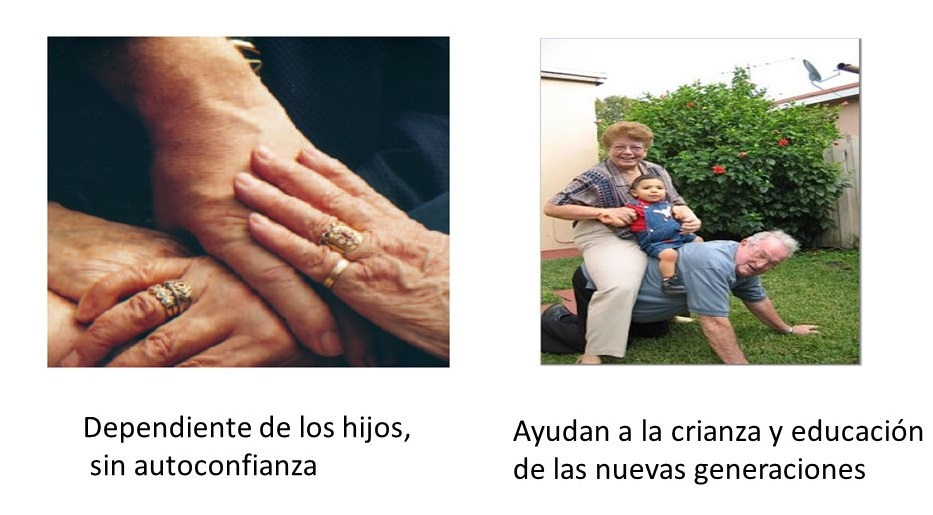 Dependiente de los hijos,
sin autoconfianza
Ayudan a la crianza y educación
de las nuevas generaciones